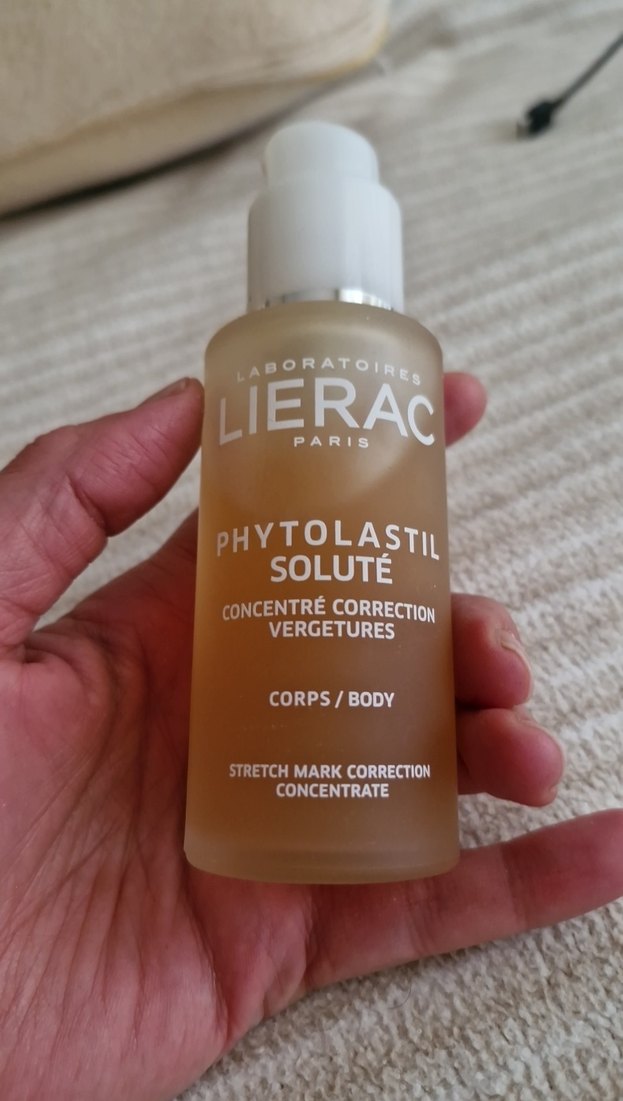 LABORATOIRES
LIERAC
PARIS
PHYTOLASTIL
SOLUTÉ
CONCENTRÉ CORRECTION
VERGETURES
CORPS / BODY
STRETCH MARK CORRECTION
CONCENTRATE